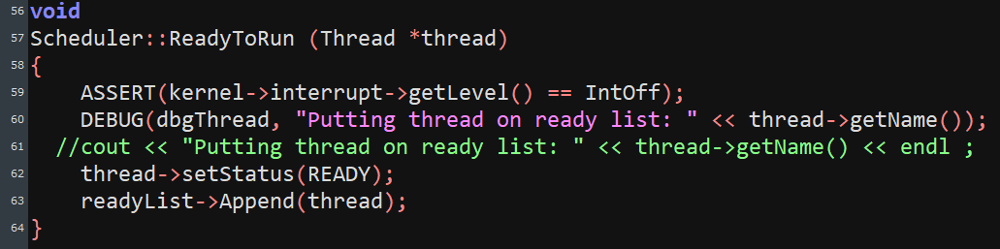 56 void
57 Scheduler::ReadyToRun (Thread *thread)
58 {
59     ASSERT(kernel->interrupt->getLevel() == IntOff);
60     DEBUG(dbgThread, "Putting thread on ready list: " << thread->getName());
61   //cout << "Putting thread on ready list: " << thread->getName() << endl ;
62     thread->setStatus(READY);
63     readyList->Append(thread);
64 }